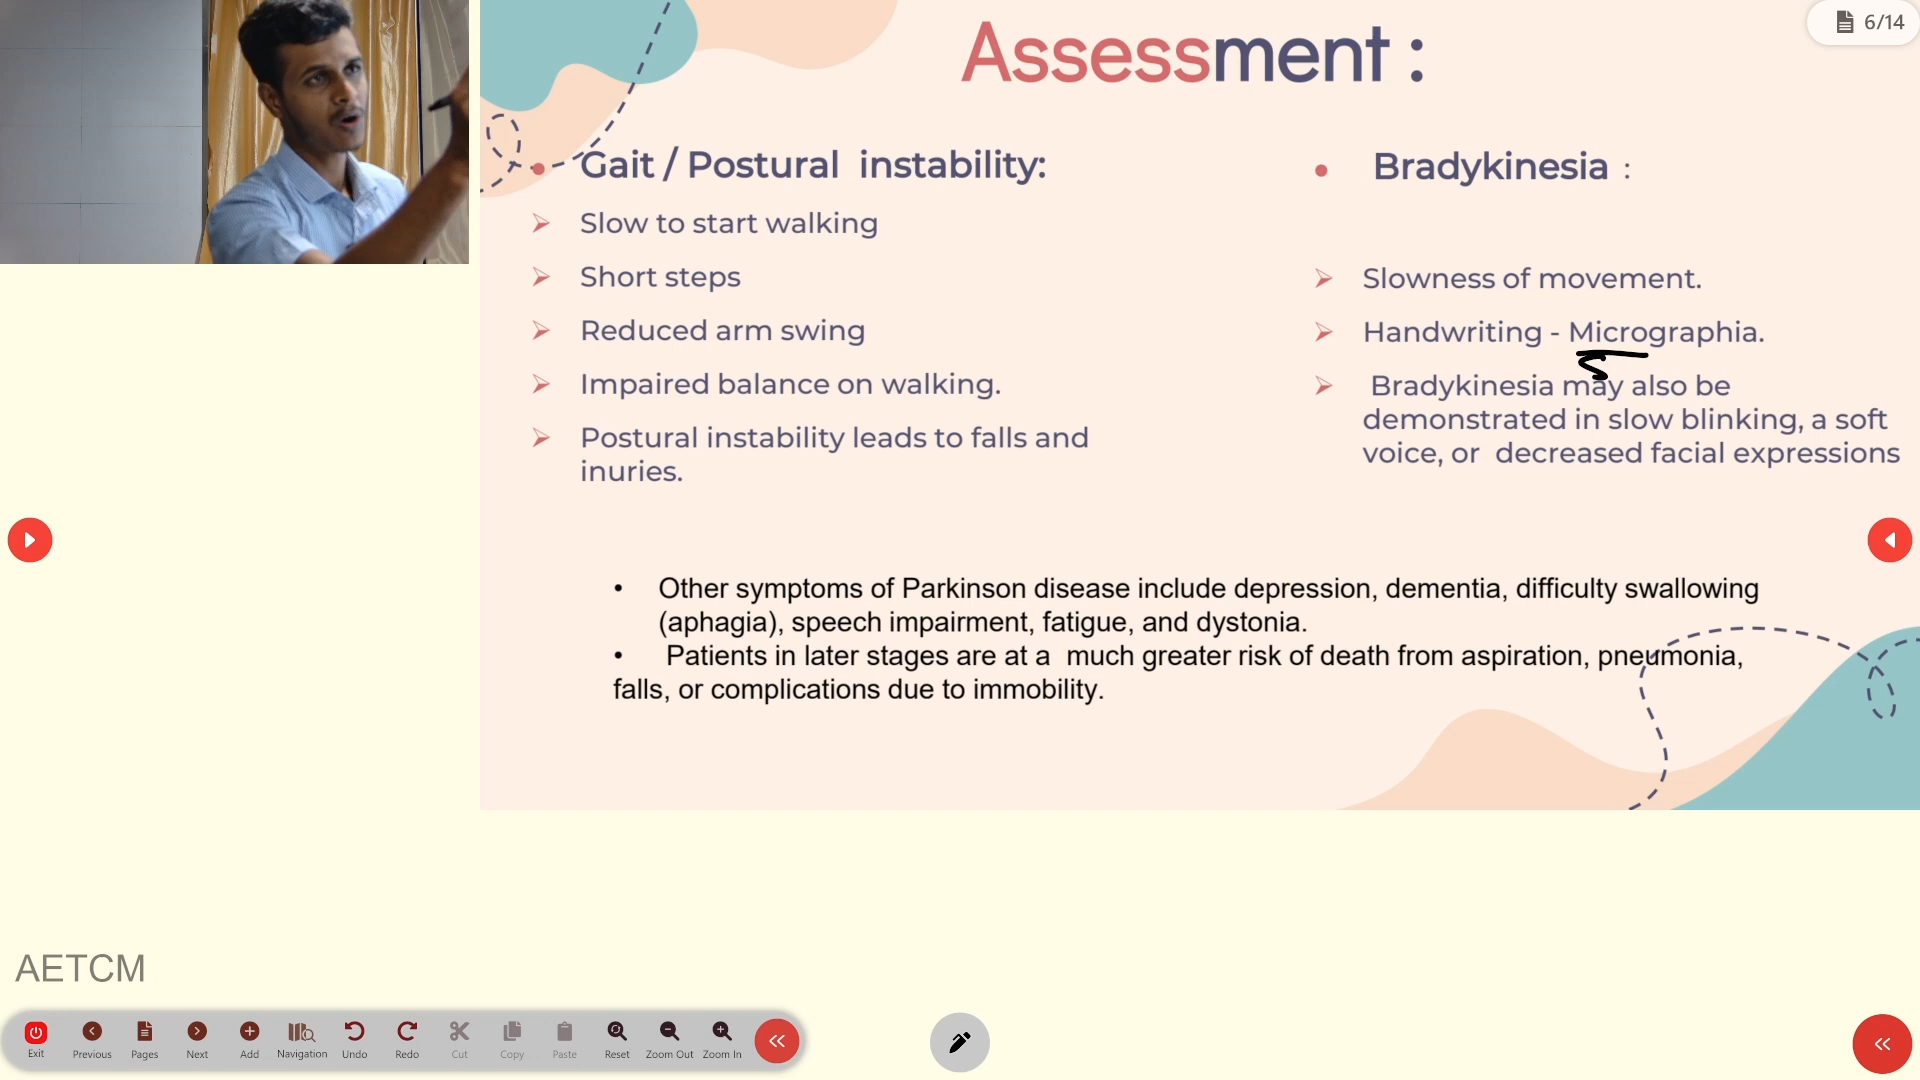 6/14
Assessment :
• Gait / Postural instability:
➢ Slow to start walking
➢ Short steps
➢ Reduced arm swing
➢ Impaired balance on walking.
➢ Postural instability leads to falls and
inuries.
• Bradykinesia :
➢ Slowness of movement.
➢ Handwriting - Micrographia.
➢ Bradykinesia may also be
demonstrated in slow blinking, a soft
voice, or decreased facial expressions
• Other symptoms of Parkinson disease include depression, dementia, difficulty swallowing
(aphagia), speech impairment, fatigue, and dystonia.
• Patients in later stages are at a much greater risk of death from aspiration, pneumonia,
falls, or complications due to immobility.
AETCM
Exit Previous Pages Next Add Navigation Undo Redo Cut Copy Paste Reset Zoom Out Zoom In